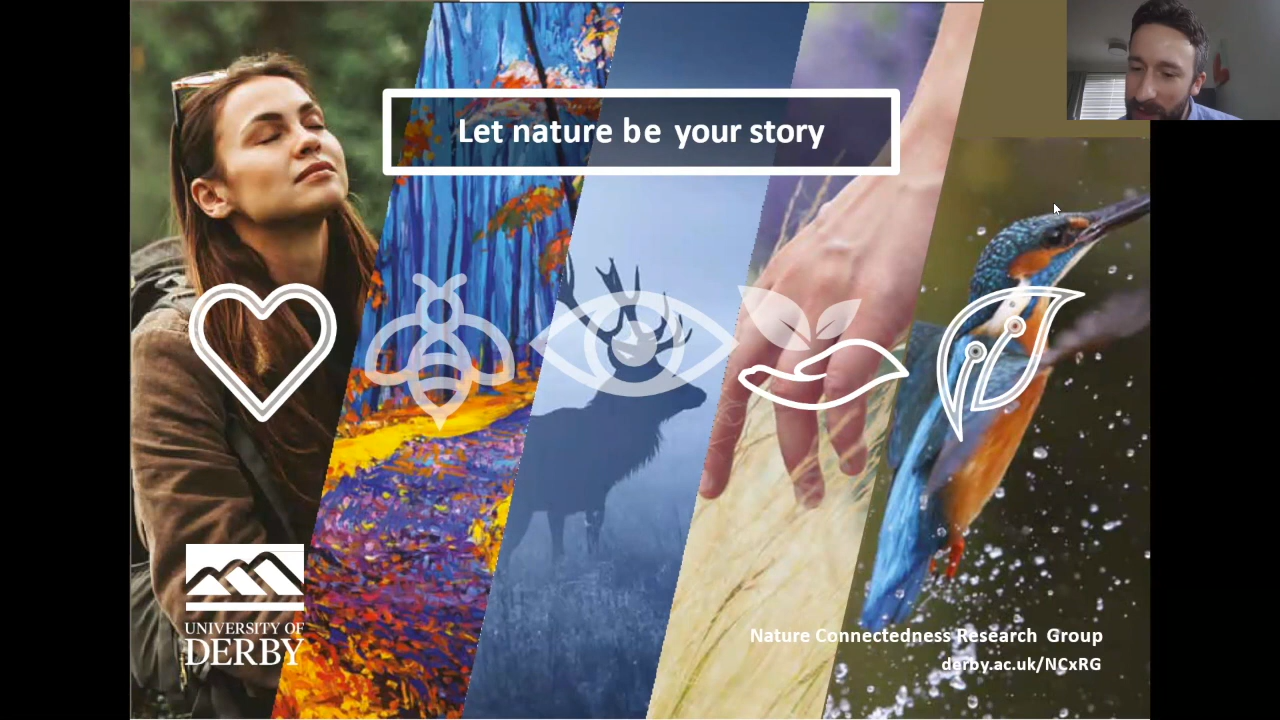 Let nature be your story
UNIVERSITY OF
DERBY
Nature Connectedness Research Group
derby.ac.uk/NCxRG